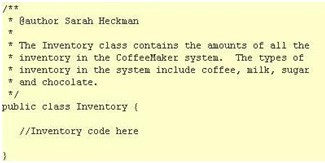 /**
 * @author Sarah Heckman
 *
 * The Inventory class contains the amounts of all the
 * inventory in the CoffeeMaker system.  The types of
 * inventory in the system include coffee, milk, sugar
 * and chocolate.
 */
public class Inventory {

   //Inventory code here

}